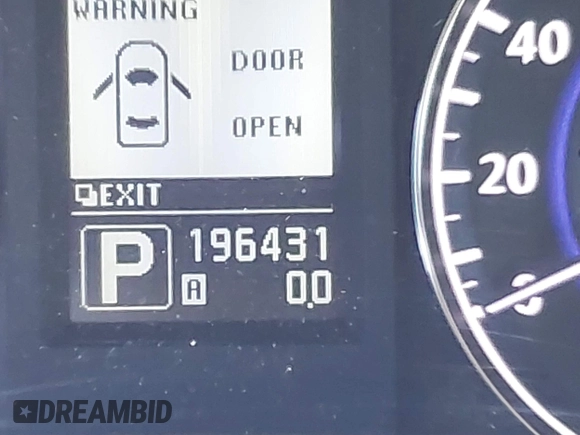 WARNING
DOOR
OPEN
EXIT
P
196431
A 0.0
40
20
0
DREAMBID